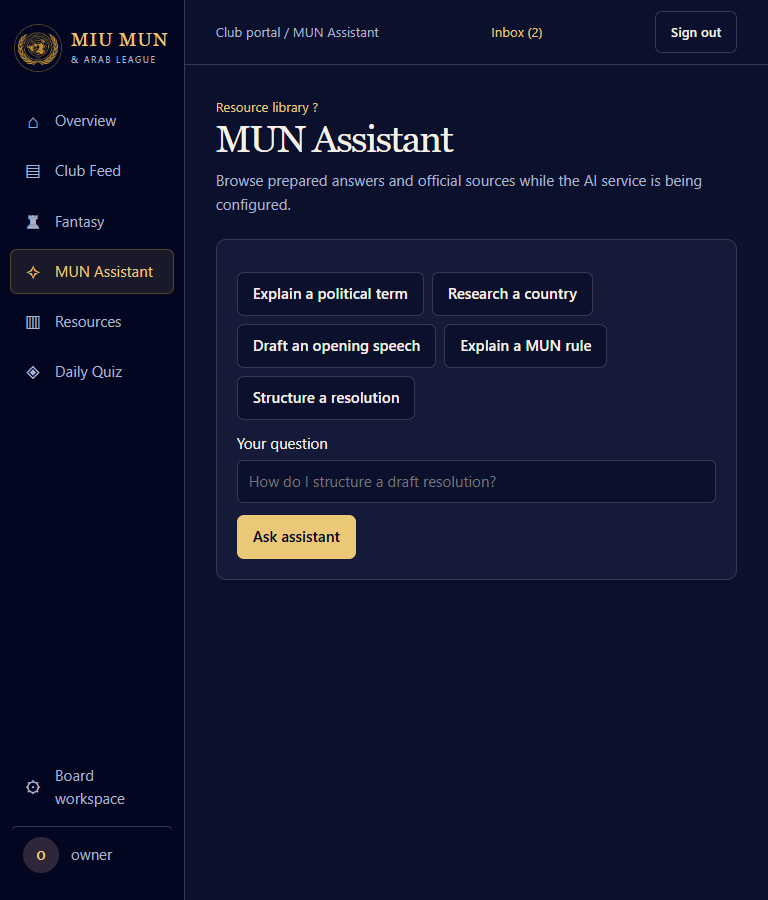 MIU MUN
& ARAB LEAGUE
Overview
Club Feed
Fantasy
MUN Assistant
Resources
Daily Quiz
Board
workspace
O
owner
Club portal / MUN Assistant
Inbox (2)
Sign out
Resource library ?
MUN Assistant
Browse prepared answers and official sources while the AI service is being
configured.
Explain a political term
Research a country
Draft an opening speech
Explain a MUN rule
Structure a resolution
Your question
How do I structure a draft resolution?
Ask assistant